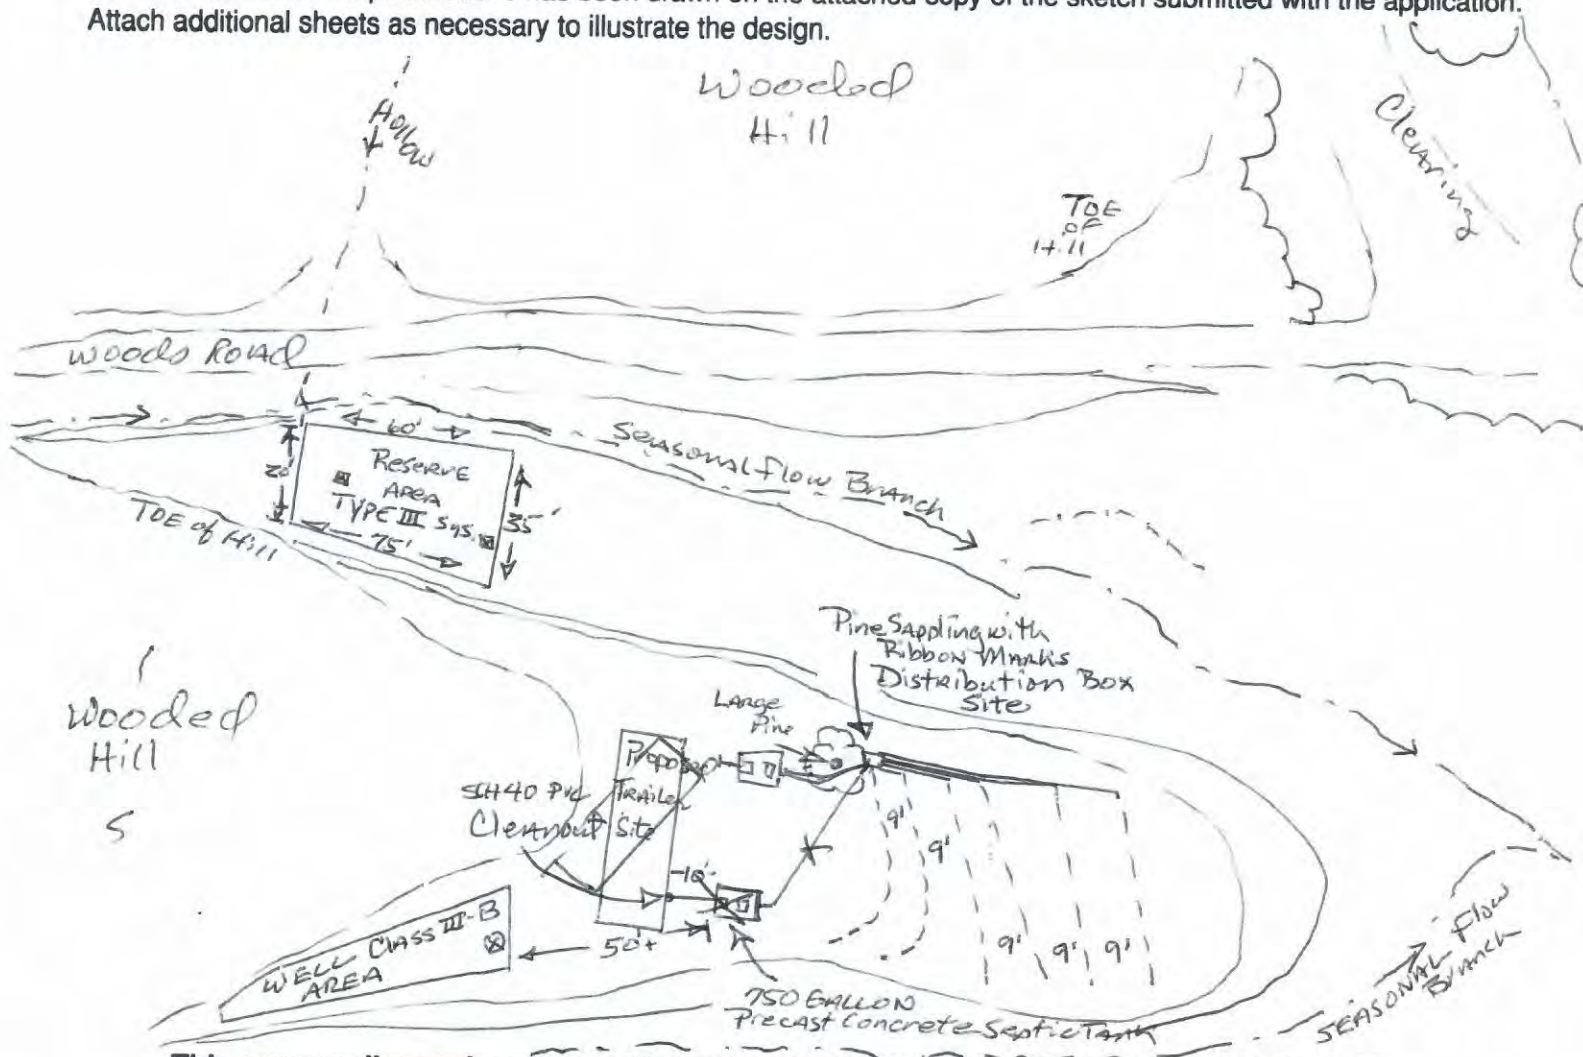 Attach additional sheets as necessary to illustrate the design.
Wooded
Hill
Hollow
Clearing
TOE
OF
Hill
Woods Road
60'
20'
Reserve
Area
TYPE III sys.
35'
75'
Seasonal Flow Branch
TOE of Hill
Pine Sappling with
Ribbon Marks
Distribution Box
Site
Large
Pine
Wooded
Hill
S
Proposed
Trailer
Site
SCH40 PVC
Cleanout
9'
9'
10'
9' 9' 9'
50'+
WELL CLASS III-B
AREA
750 GALLON
Precast Concrete Septic Tank
SEASONAL Flow
Branch